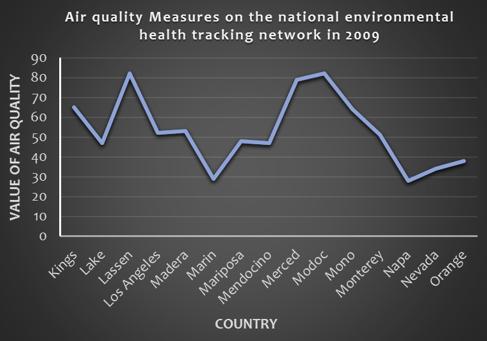 Air quality Measures on the national environmental
health tracking network in 2009
VALUE OF AIR QUALITY
90
80
70
60
50
40
30
20
10
0
Kings
Lake
Lassen
Los Angeles
Madera
Marin
Mariposa
Mendocino
Merced
Modoc
Mono
Monterey
Napa
Nevada
Orange
COUNTRY